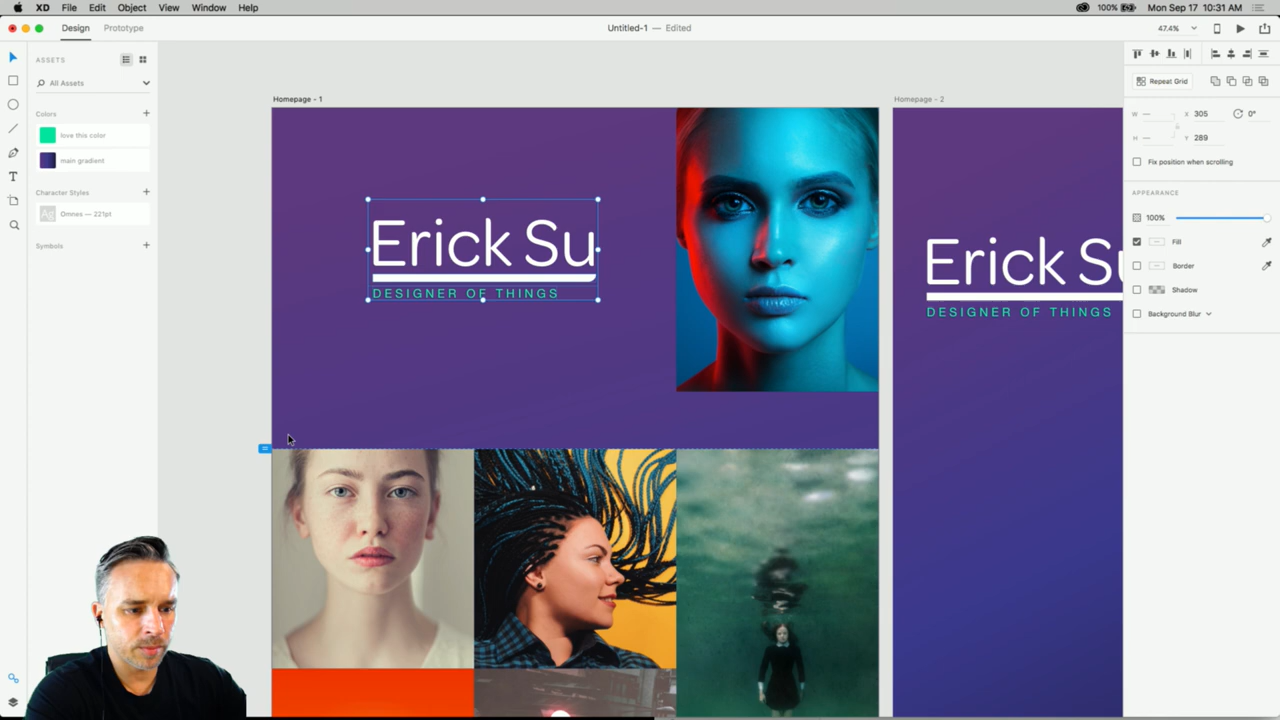 XD File Edit Object View Window Help
100% Mon Sep 17 10:31 AM
Design Prototype
Untitled-1 — Edited
47.4%
ASSETS
All Assets
Colors
love this color
main gradient
Character Styles
Ag Omnes — 221pt
Symbols
Homepage - 1
Homepage - 2
Erick Su
DESIGNER OF THINGS
Erick Su
DESIGNER OF THINGS
Repeat Grid
W — X 305 0°
H — Y 289
Fix position when scrolling
APPEARANCE
100%
Fill
Border
Shadow
Background Blur